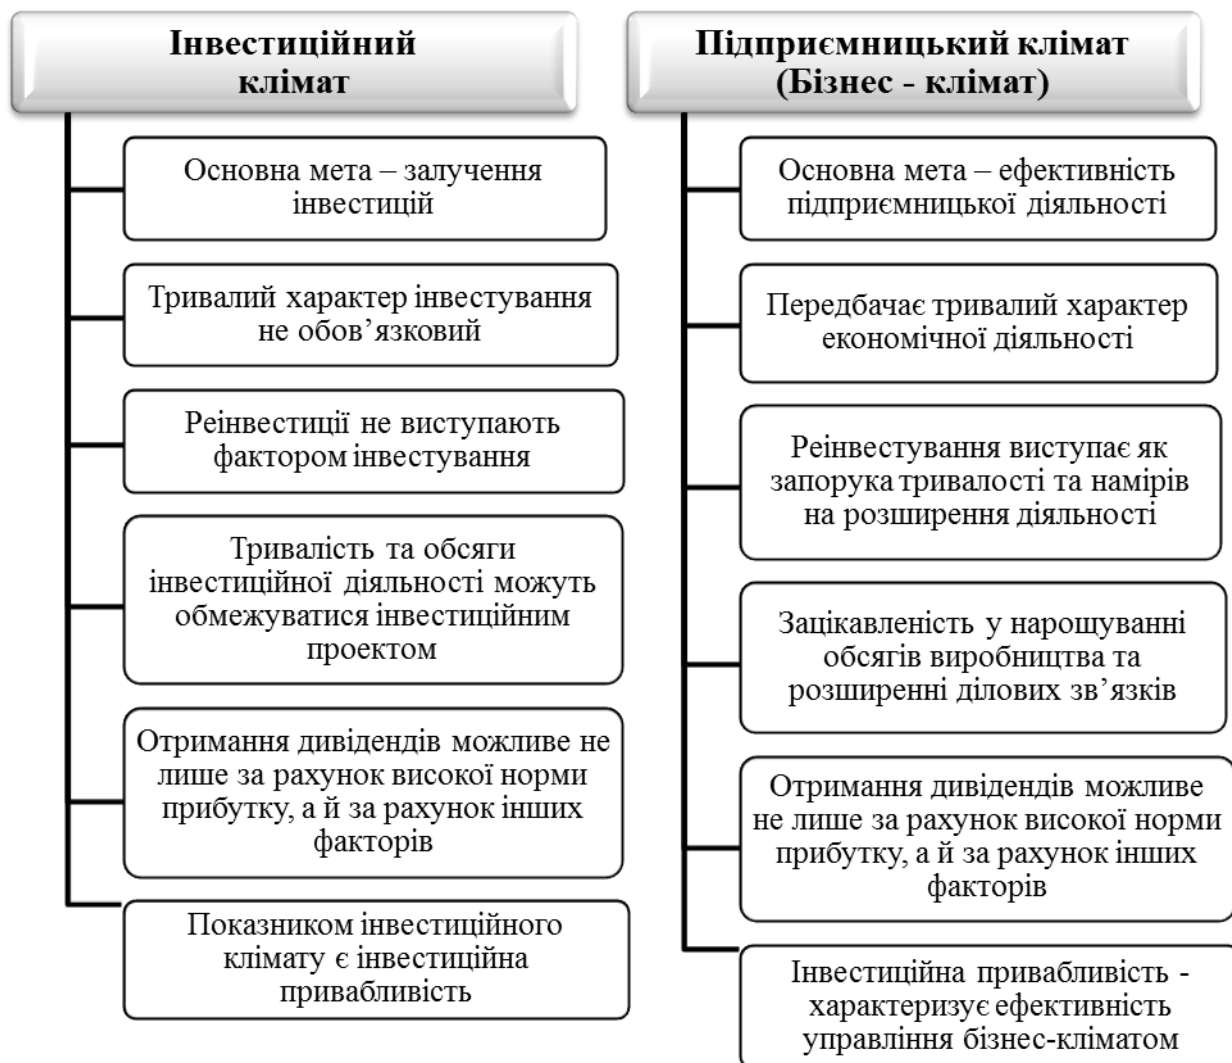 Інвестиційний
клімат
Основна мета – залучення
інвестицій
Тривалий характер інвестування
не обов’язковий
Реінвестиції не виступають
фактором інвестування
Тривалість та обсяги
інвестиційної діяльності можуть
обмежуватися інвестиційним
проектом
Отримання дивідендів можливе не
лише за рахунок високої норми
прибутку, а й за рахунок інших
факторів
Показником інвестиційного
клімату є інвестиційна
привабливість
Підприємницький клімат
(Бізнес - клімат)
Основна мета – ефективність
підприємницької діяльності
Передбачає тривалий характер
економічної діяльності
Реінвестування виступає як
запорука тривалості та намірів
на розширення діяльності
Зацікавленість у нарощуванні
обсягів виробництва та
розширенні ділових зв’язків
Отримання дивідендів можливе
не лише за рахунок високої норми
прибутку, а й за рахунок інших
факторів
Інвестиційна привабливість -
характеризує ефективність
управління бізнес-кліматом